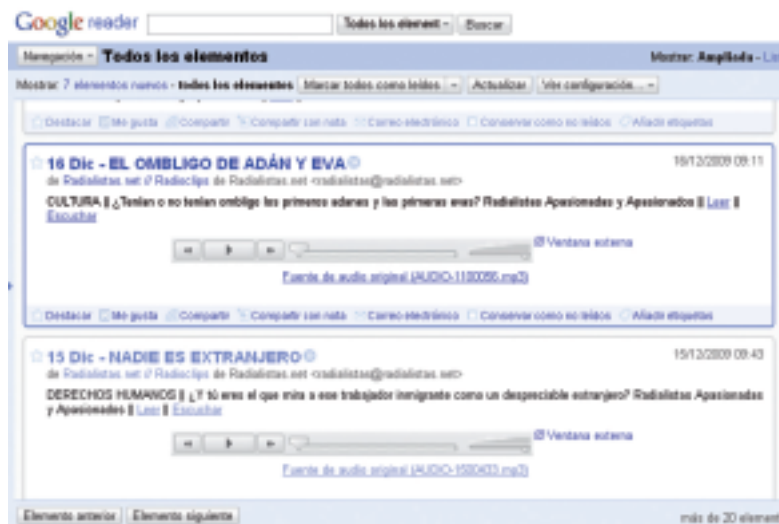 Google reader Todos los element Buscar
Navegación Todos los elementos Mostrar: Ampliada - Lis
Mostrar: 7 elementos nuevos - todos los elementos Marcar todos como leídos Actualizar Ver configuración...
Destacar Me gusta Compartir Compartir con nota Correo electrónico Conservar como no leídos Añadir etiquetas
16 Dic - EL OMBLIGO DE ADÁN Y EVA 16/12/2009 09:11
de Radialistas.net // Radioclips de Radialistas.net <radialistas@radialistas.net>
CULTURA || ¿Tenían o no tenían ombligo los primeros adanes y las primeras evas? Radialistas Apasionadas y Apasionados || Leer ||
Escuchar
Ventana externa
Fuente de audio original (AUDIO-1100056.mp3)
Destacar Me gusta Compartir Compartir con nota Correo electrónico Conservar como no leídos Añadir etiquetas
15 Dic - NADIE ES EXTRANJERO 15/12/2009 09:43
de Radialistas.net // Radioclips de Radialistas.net <radialistas@radialistas.net>
DERECHOS HUMANOS || ¿Y tú eres el que mira a ese trabajador inmigrante como un despreciable extranjero? Radialistas Apasionadas
y Apasionados || Leer || Escuchar
Ventana externa
Fuente de audio original (AUDIO-1500433.mp3)
Elemento anterior Elemento siguiente más de 20 element